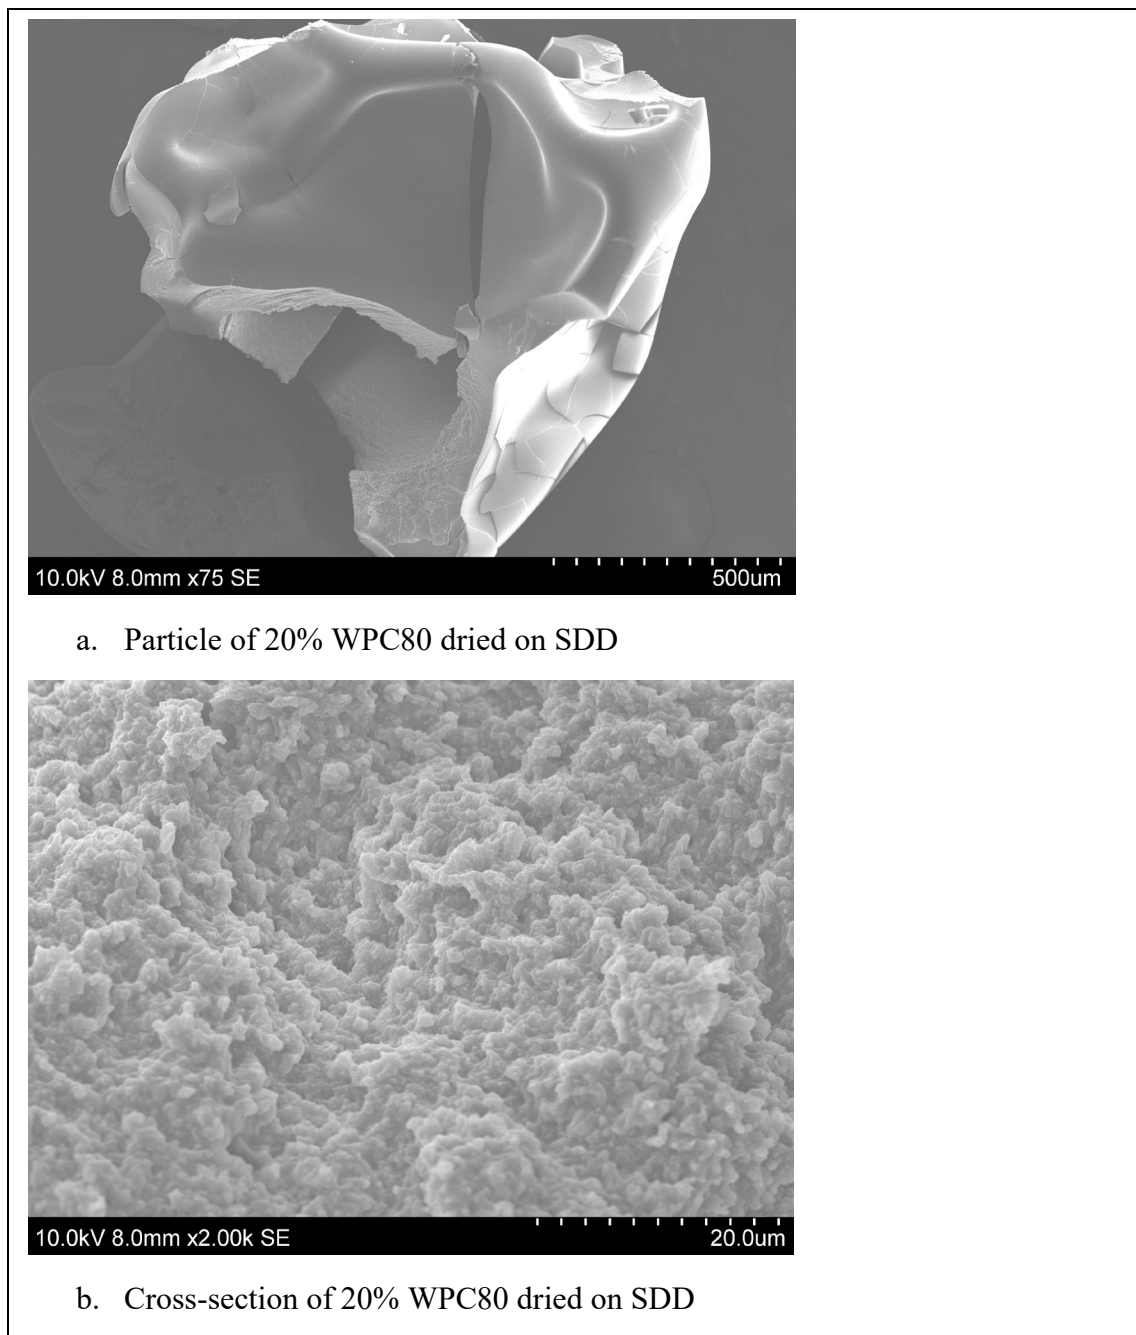 10.0kV 8.0mm x75 SE 500um
a. Particle of 20% WPC80 dried on SDD
10.0kV 8.0mm x2.00k SE 20.0um
b. Cross-section of 20% WPC80 dried on SDD